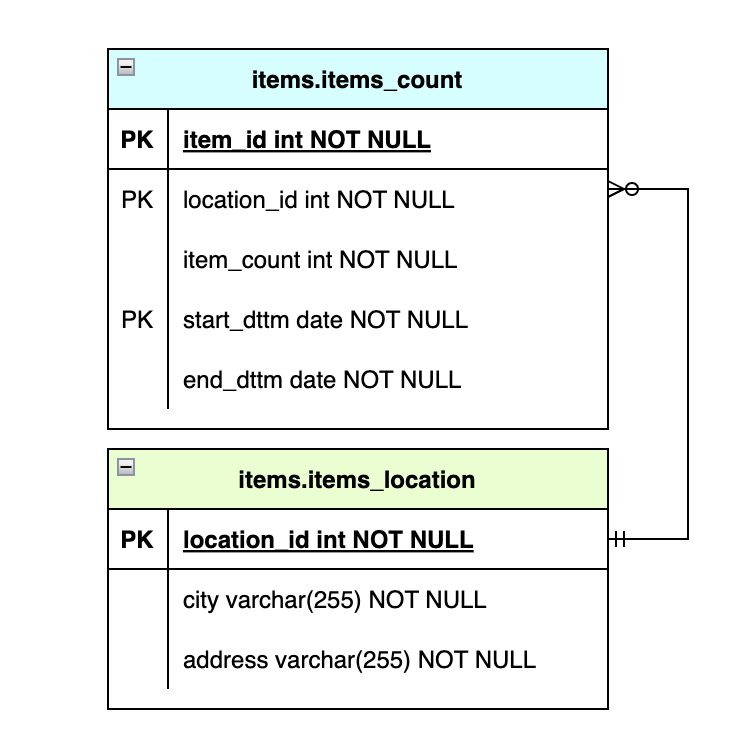 items.items_count
PK item_id int NOT NULL
PK location_id int NOT NULL
item_count int NOT NULL
PK start_dttm date NOT NULL
end_dttm date NOT NULL
items.items_location
PK location_id int NOT NULL
city varchar(255) NOT NULL
address varchar(255) NOT NULL